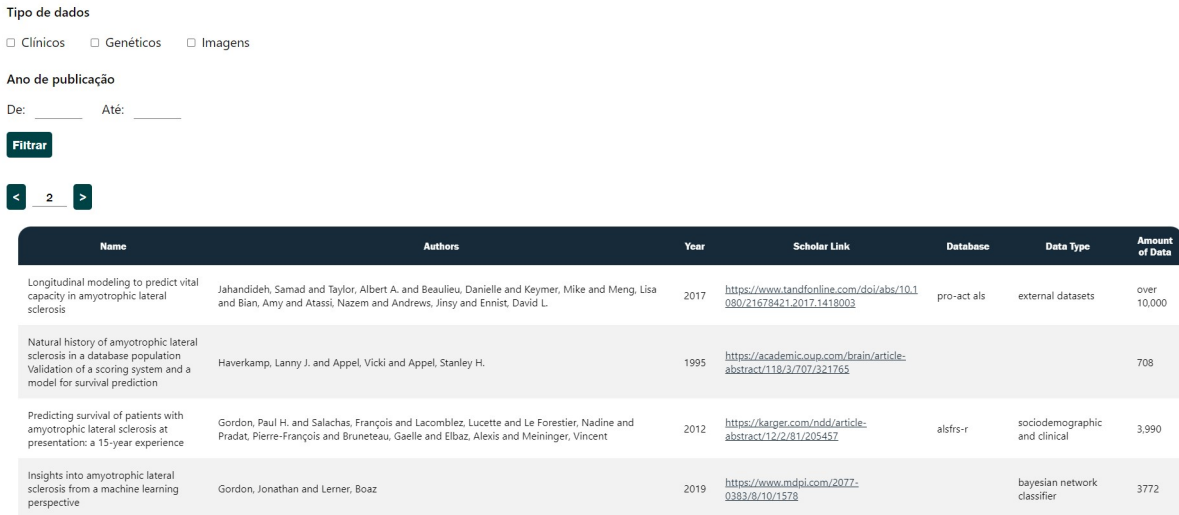 Tipo de dados
Clínicos Genéticos Imagens
Ano de publicação
De: Até:
Filtrar
< 2 >
Name Authors Year Scholar Link Database Data Type Amount of Data
Longitudinal modeling to predict vital
capacity in amyotrophic lateral
sclerosis
Jahandideh, Samad and Taylor, Albert A. and Beaulieu, Danielle and Keymer, Mike and Meng, Lisa
and Bian, Amy and Atassi, Nazem and Andrews, Jinsy and Ennist, David L.
2017
https://www.tandfonline.com/doi/abs/10.1
080/21678421.2017.1418003
pro-act als
external datasets
over
10,000
Natural history of amyotrophic lateral
sclerosis in a database population
Validation of a scoring system and a
model for survival prediction
Haverkamp, Lanny J. and Appel, Vicki and Appel, Stanley H.
1995
https://academic.oup.com/brain/article-
abstract/118/3/707/321765
708
Predicting survival of patients with
amyotrophic lateral sclerosis at
presentation: a 15-year experience
Gordon, Paul H. and Salachas, François and Lacomblez, Lucette and Le Forestier, Nadine and
Pradat, Pierre-François and Bruneteau, Gaelle and Elbaz, Alexis and Meininger, Vincent
2012
https://karger.com/ndd/article-
abstract/12/2/81/205457
alsfrs-r
sociodemographic
and clinical
3,990
Insights into amyotrophic lateral
sclerosis from a machine learning
perspective
Gordon, Jonathan and Lerner, Boaz
2019
https://www.mdpi.com/2077-
0383/8/10/1578
bayesian network
classifier
3772